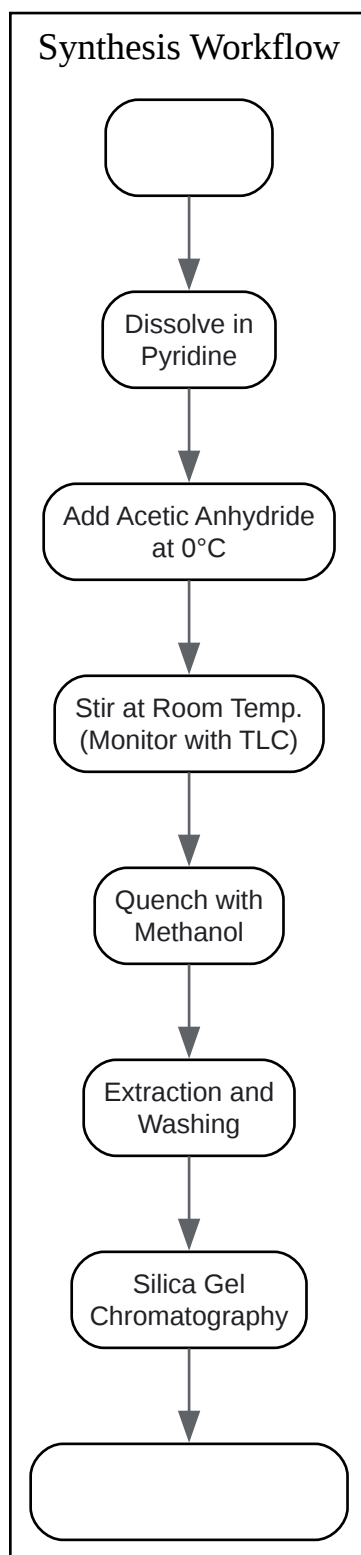 Synthesis Workflow
Dissolve in
Pyridine
Add Acetic Anhydride
at 0°C
Stir at Room Temp.
(Monitor with TLC)
Quench with
Methanol
Extraction and
Washing
Silica Gel
Chromatography